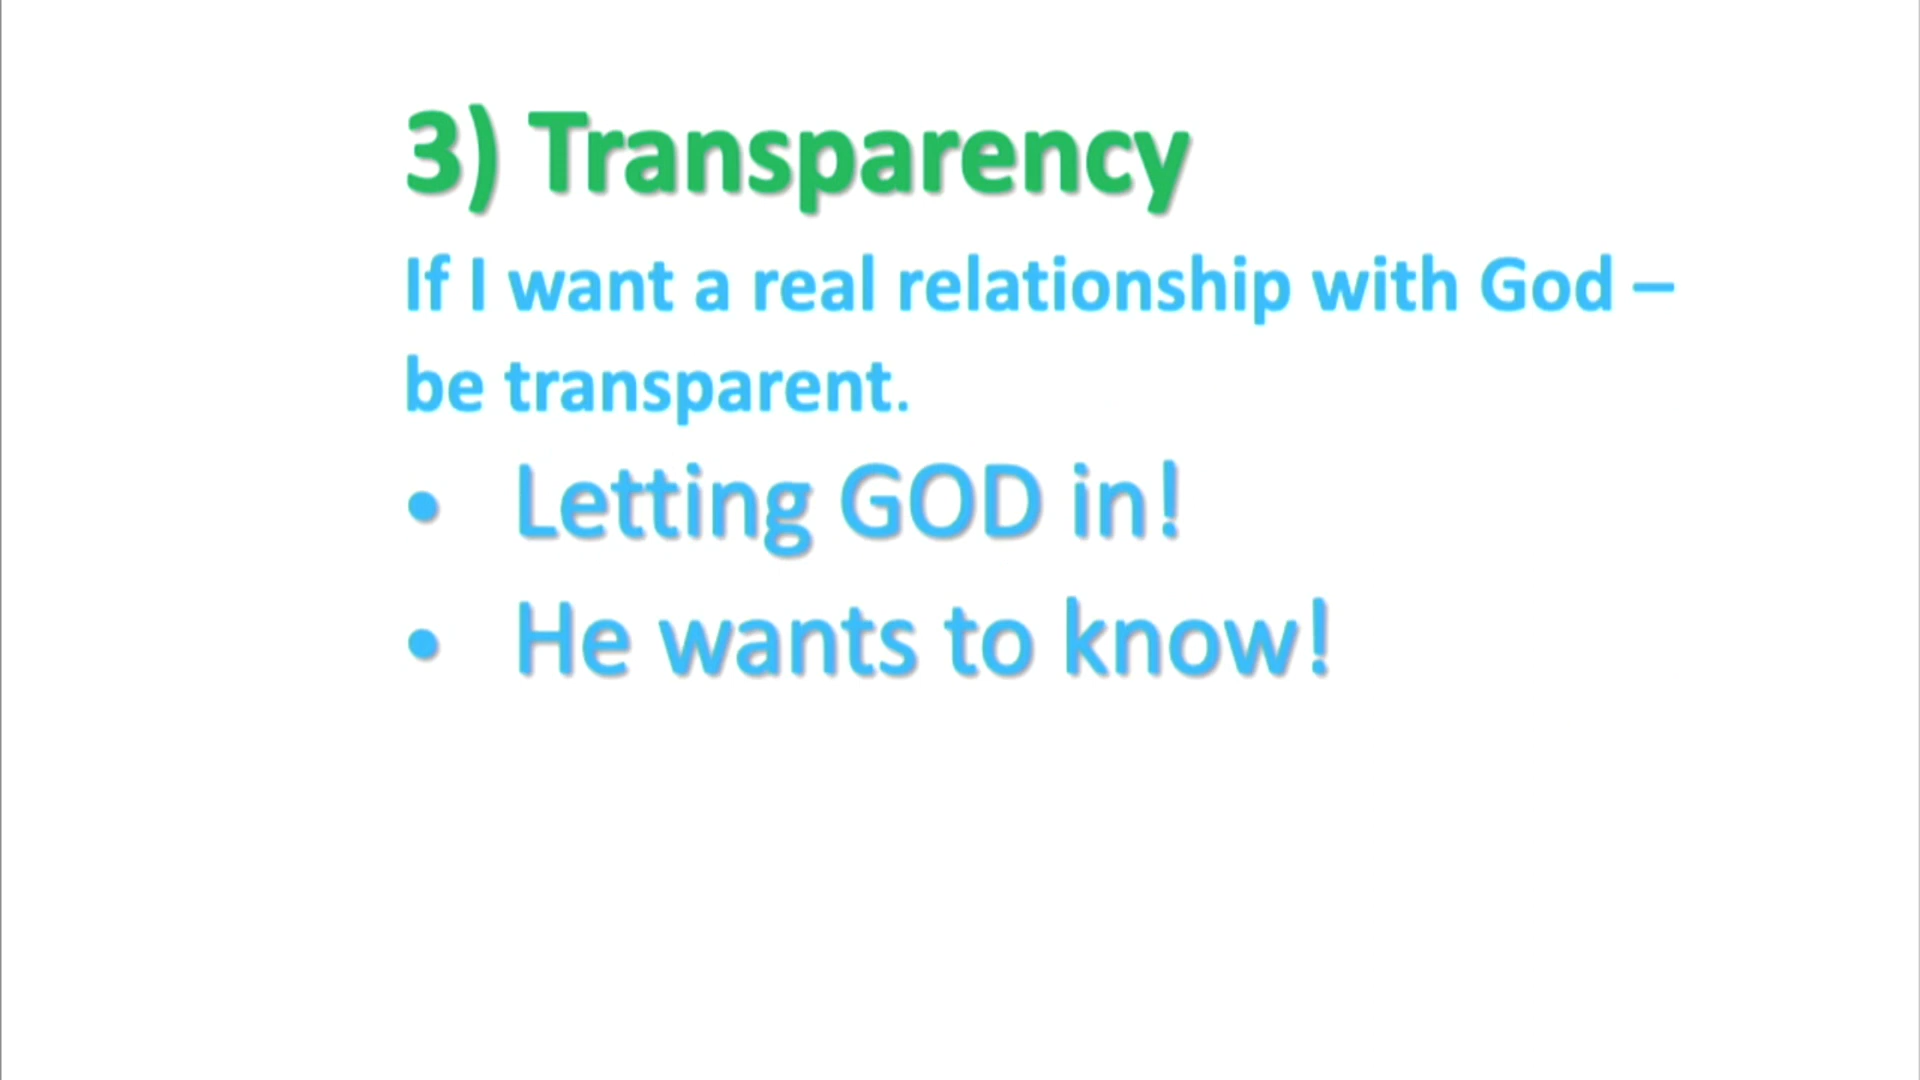 3) Transparency
If I want a real relationship with God –
be transparent.
• Letting GOD in!
• He wants to know!